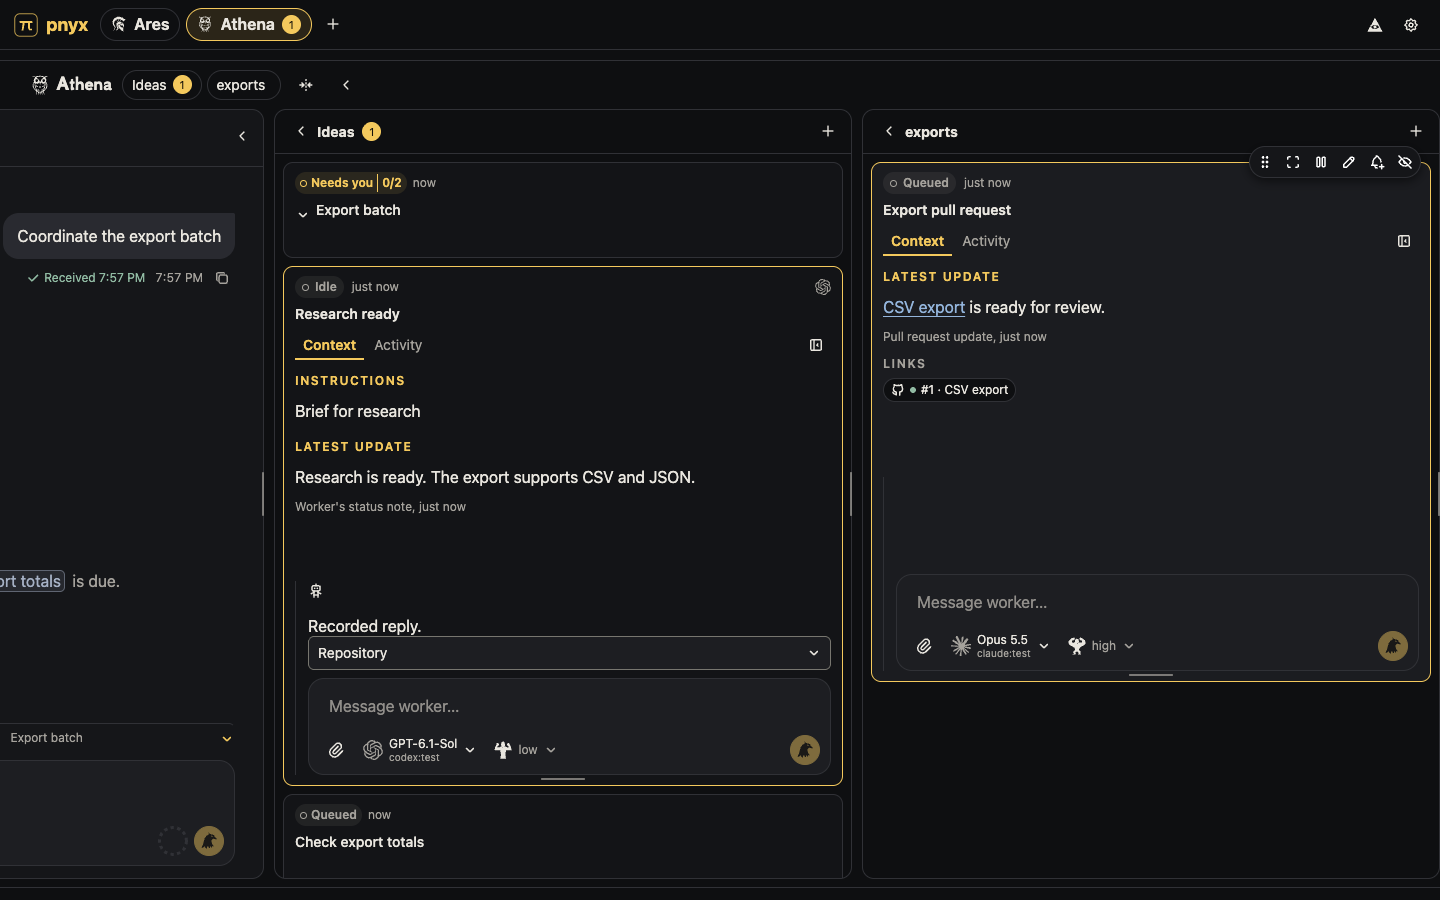 π pnyx Ares Athena 1
Athena Ideas 1 exports
Coordinate the export batch
Received 7:57 PM 7:57 PM
ort totals is due.
Export batch
Ideas 1
Needs you 0/2 now
Export batch
Idle just now
Research ready
Context Activity
INSTRUCTIONS
Brief for research
LATEST UPDATE
Research is ready. The export supports CSV and JSON.
Worker's status note, just now
Recorded reply.
Repository
Message worker...
GPT-6.1-Sol
codex:test
low
Queued now
Check export totals
exports
Queued just now
Export pull request
Context Activity
LATEST UPDATE
CSV export is ready for review.
Pull request update, just now
LINKS
#1 · CSV export
Message worker...
Opus 5.5
claude:test
high